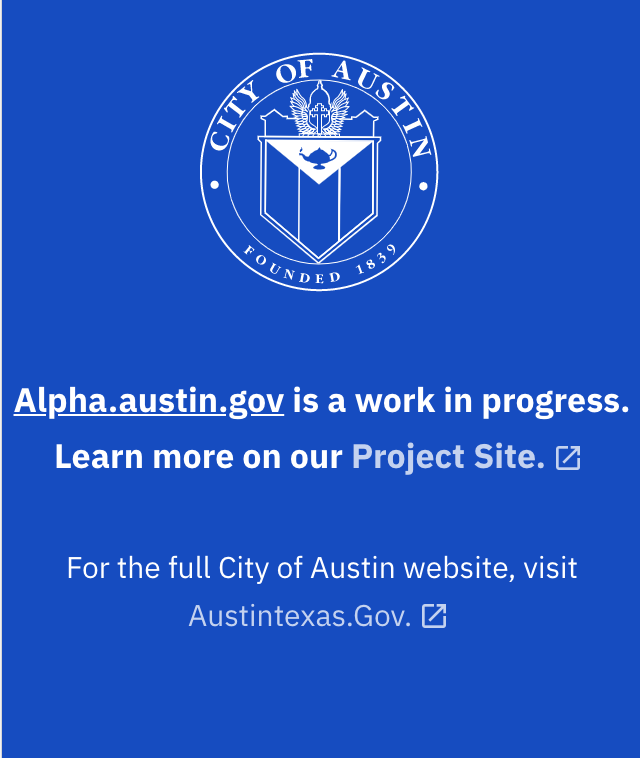 CITY OF AUSTIN
FOUNDED 1839
Alpha.austin.gov is a work in progress.
Learn more on our Project Site.
For the full City of Austin website, visit
Austintexas.Gov.